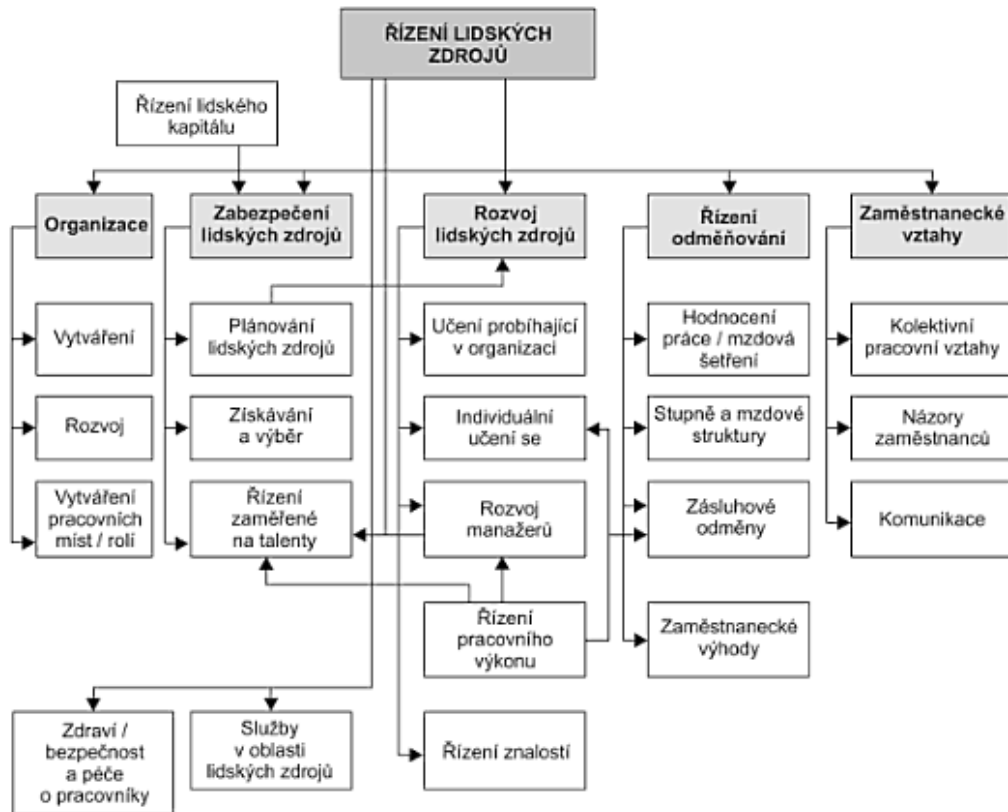 ŘÍZENÍ LIDSKÝCH
ZDROJŮ
Řízení lidského
kapitálu
Organizace
Zabezpečení
lidských zdrojů
Rozvoj
lidských zdrojů
Řízení
odměňování
Zaměstnanecké
vztahy
Vytváření
Plánování
lidských zdrojů
Učení probíhající
v organizaci
Hodnocení
práce / mzdová
šetření
Kolektivní
pracovní vztahy
Rozvoj
Získávání
a výběr
Individuální
učení se
Stupně a mzdové
struktury
Názory
zaměstnanců
Vytváření
pracovních
míst / rolí
Řízení
zaměřené
na talenty
Rozvoj
manažerů
Zásluhové
odměny
Komunikace
Řízení
pracovního
výkonu
Zaměstnanecké
výhody
Zdraví /
bezpečnost
a péče
o pracovníky
Služby
v oblasti
lidských zdrojů
Řízení znalostí